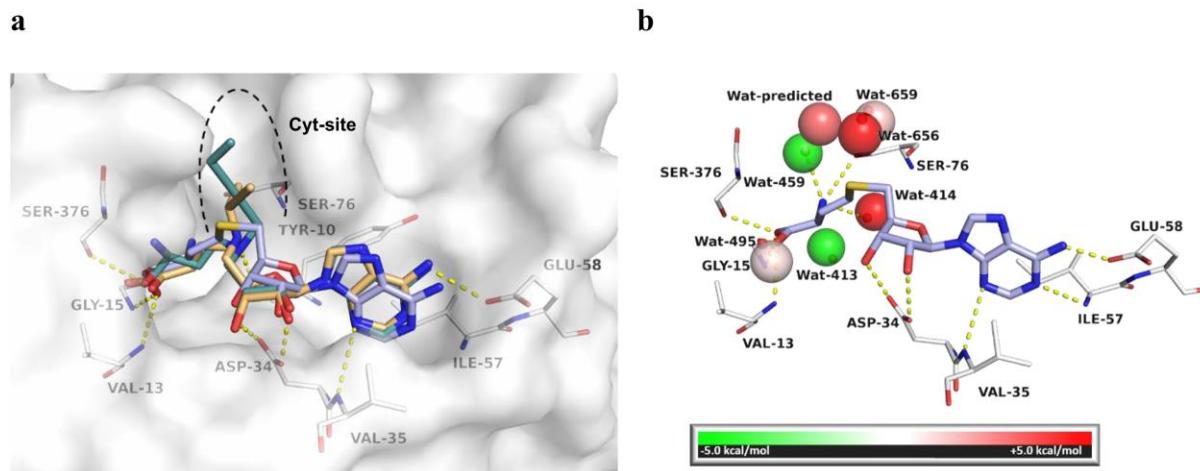 a
Cyt-site
SER-376
SER-76
TYR-10
GLU-58
GLY-15
ASP-34
ILE-57
VAL-13
VAL-35
b
Wat-predicted
Wat-659
Wat-656
SER-76
SER-376
Wat-459
Wat-414
GLU-58
Wat-495
GLY-15
Wat-413
ILE-57
ASP-34
VAL-13
VAL-35
-5.0 kcal/mol
+5.0 kcal/mol